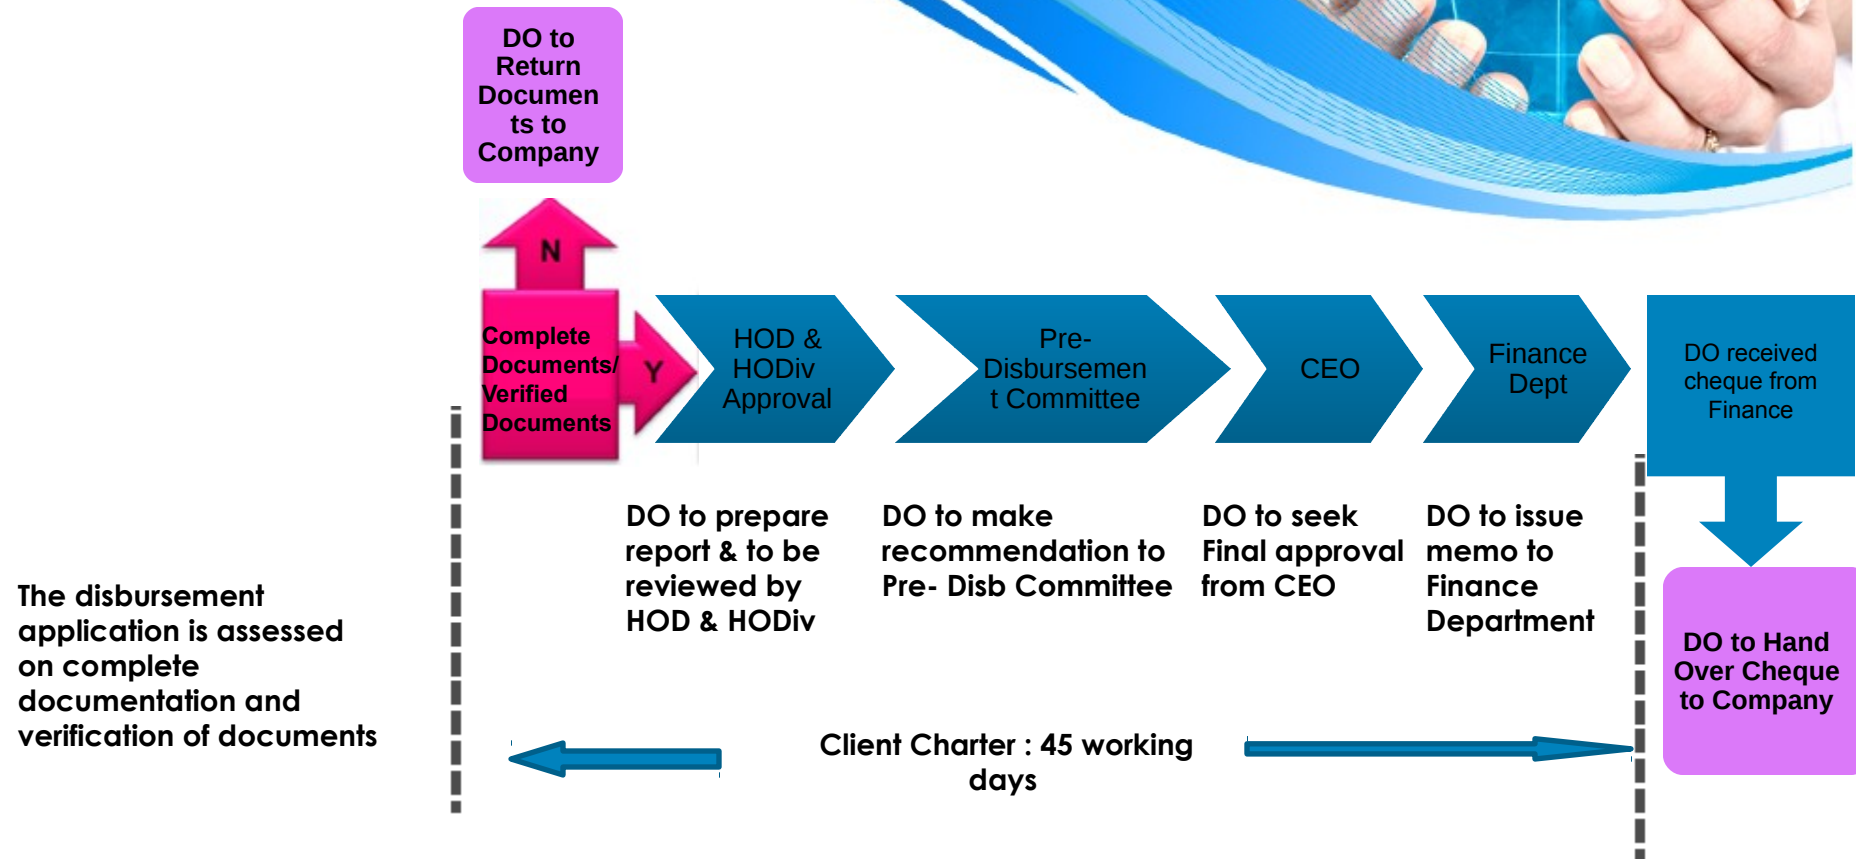 DO to
Return
Documen
ts to
Company
N
Complete
Documents/
Verified
Documents
Y
HOD &
HODiv
Approval
Pre-
Disbursemen
t Committee
CEO
Finance
Dept
DO received
cheque from
Finance
DO to prepare
report & to be
reviewed by
HOD & HODiv
DO to make
recommendation to
Pre- Disb Committee
DO to seek
Final approval
from CEO
DO to issue
memo to
Finance
Department
The disbursement
application is assessed
on complete
documentation and
verification of documents
DO to Hand
Over Cheque
to Company
Client Charter : 45 working
days